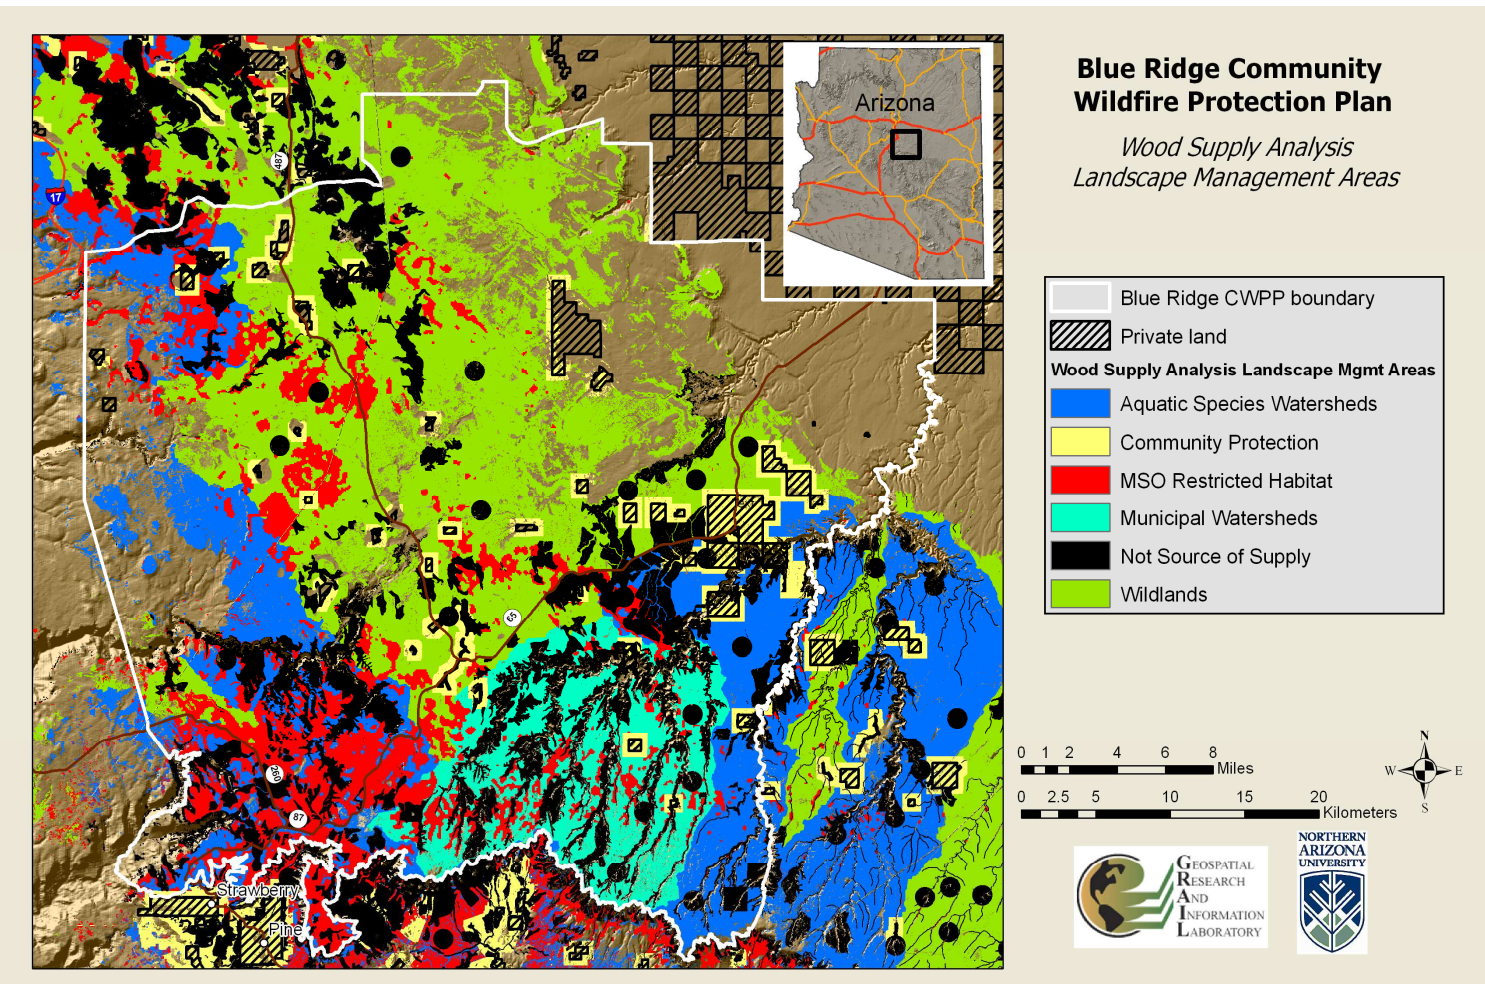 Blue Ridge Community
Wildfire Protection Plan
Wood Supply Analysis
Landscape Management Areas
Arizona
487
17
65
260
87
Strawberry
Pine
Blue Ridge CWPP boundary
Private land
Wood Supply Analysis Landscape Mgmt Areas
Aquatic Species Watersheds
Community Protection
MSO Restricted Habitat
Municipal Watersheds
Not Source of Supply
Wildlands
0 1 2 4 6 8
Miles
0 2.5 5 10 15 20
Kilometers
N
W E
S
GEOSPATIAL
RESEARCH
AND
INFORMATION
LABORATORY
NORTHERN
ARIZONA
UNIVERSITY